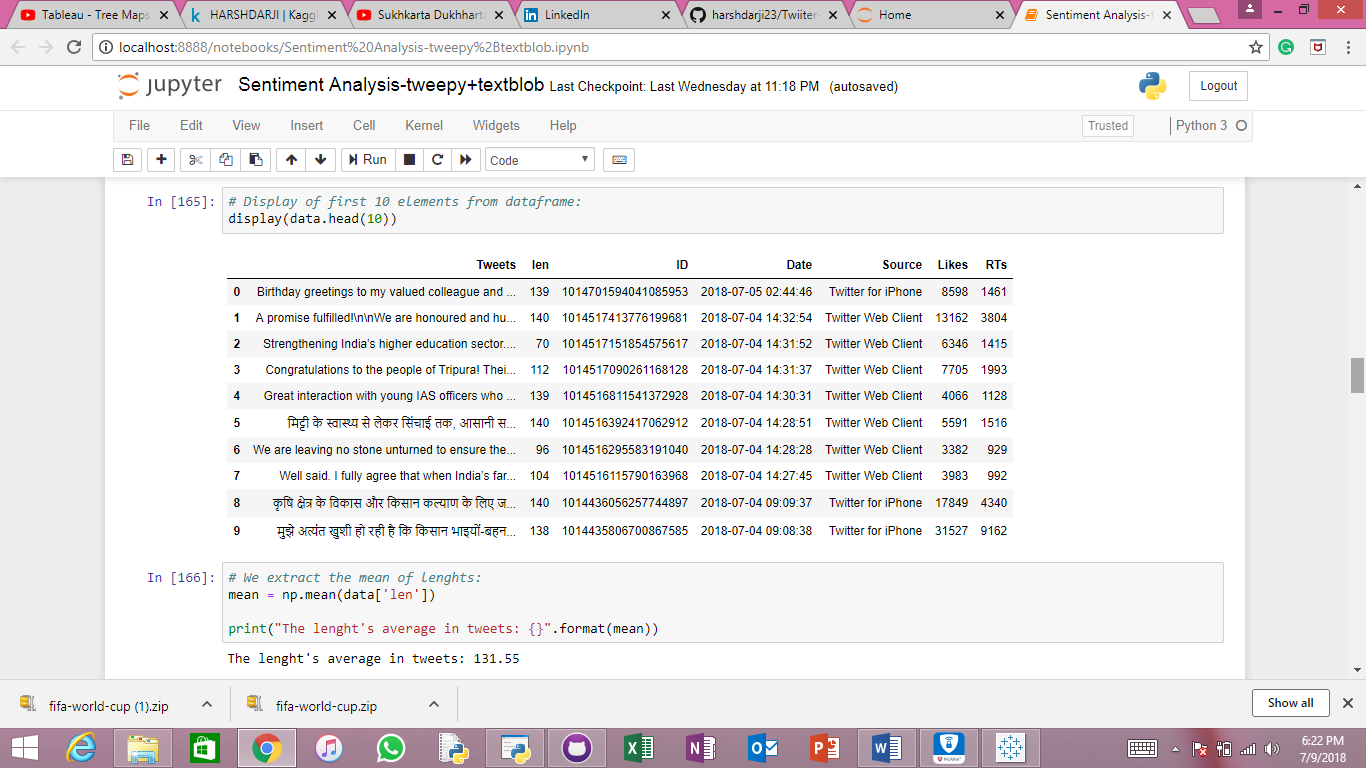 Tableau - Tree Maps
HARSHDARJI | Kaggl
Sukhkarta Dukhharta
LinkedIn
harshdarji23/Twiiter-
Home
Sentiment Analysis-t
localhost:8888/notebooks/Sentiment%20Analysis-tweepy%2Btextblob.ipynb
jupyter Sentiment Analysis-tweepy+textblob Last Checkpoint: Last Wednesday at 11:18 PM (autosaved)
Logout
File Edit View Insert Cell Kernel Widgets Help
Trusted
Python 3
Run
Code
In [165]: # Display of first 10 elements from dataframe:
display(data.head(10))
Tweets len ID Date Source Likes RTs
0 Birthday greetings to my valued colleague and ... 139 1014701594041085953 2018-07-05 02:44:46 Twitter for iPhone 8598 1461
1 A promise fulfilled!\n\nWe are honoured and hu... 140 1014517413776199681 2018-07-04 14:32:54 Twitter Web Client 13162 3804
2 Strengthening India's higher education sector.... 70 1014517151854575617 2018-07-04 14:31:52 Twitter Web Client 6346 1415
3 Congratulations to the people of Tripura! Thei... 112 1014517090261168128 2018-07-04 14:31:37 Twitter Web Client 7705 1993
4 Great interaction with young IAS officers who ... 139 1014516811541372928 2018-07-04 14:30:31 Twitter Web Client 4066 1128
5 मिट्टी के स्वास्थ्य से लेकर सिंचाई तक, आसानी स... 140 1014516392417062912 2018-07-04 14:28:51 Twitter Web Client 5591 1516
6 We are leaving no stone unturned to ensure the... 96 1014516295583191040 2018-07-04 14:28:28 Twitter Web Client 3382 929
7 Well said. I fully agree that when India's far... 104 1014516115790163968 2018-07-04 14:27:45 Twitter Web Client 3983 992
8 कृषि क्षेत्र के विकास और किसान कल्याण के लिए ज... 140 1014436056257744897 2018-07-04 09:09:37 Twitter for iPhone 17849 4340
9 मुझे अत्यंत खुशी हो रही है कि किसान भाइयों-बहन... 138 1014435806700867585 2018-07-04 09:08:38 Twitter for iPhone 31527 9162
In [166]: # We extract the mean of lenghts:
mean = np.mean(data['len'])
print("The lenght's average in tweets: {}".format(mean))
The lenght's average in tweets: 131.55
fifa-world-cup (1).zip
fifa-world-cup.zip
Show all
6:22 PM
7/9/2018